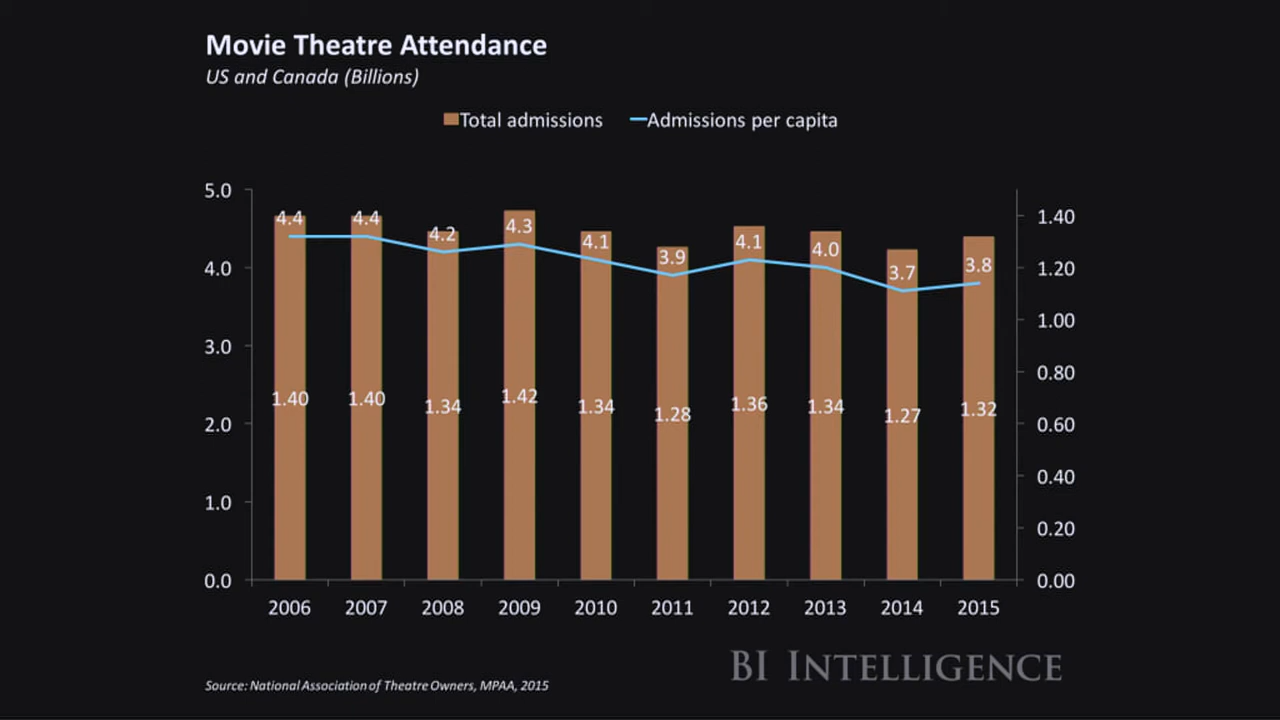 Movie Theatre Attendance
US and Canada (Billions)
Total admissions Admissions per capita
5.0
4.0
3.0
2.0
1.0
0.0
4.4 4.4 4.2 4.3 4.1 3.9 4.1 4.0 3.7 3.8
1.40 1.40 1.34 1.42 1.34 1.28 1.36 1.34 1.27 1.32
1.40
1.20
1.00
0.80
0.60
0.40
0.20
0.00
2006 2007 2008 2009 2010 2011 2012 2013 2014 2015
BI INTELLIGENCE
Source: National Association of Theatre Owners, MPAA, 2015